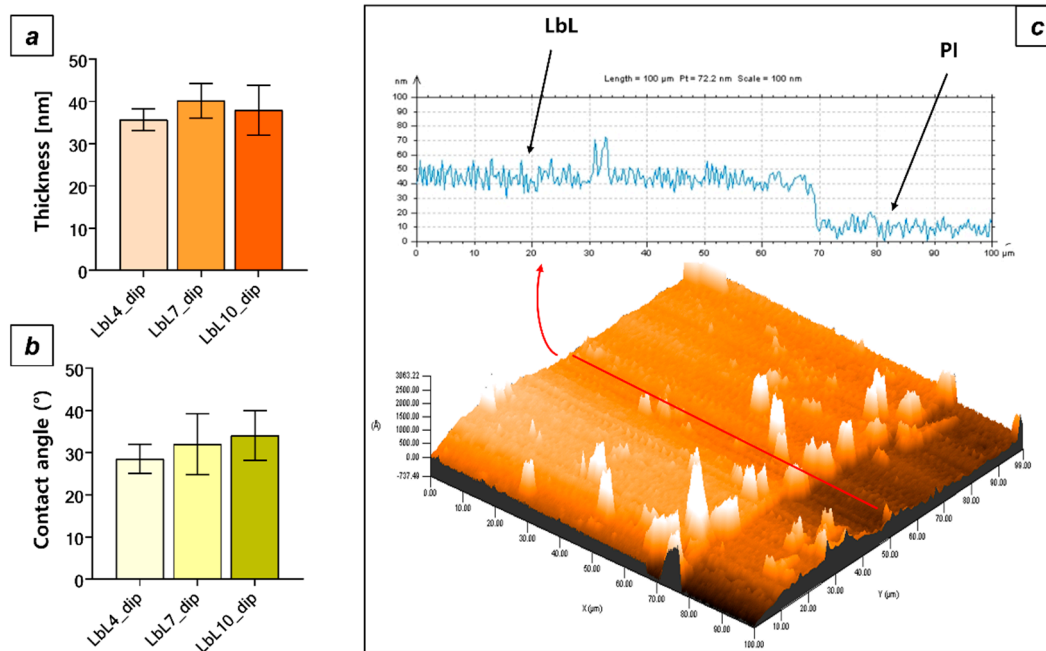 a
Thickness [nm]
50
40
30
20
10
0
LbL4_dip
LbL7_dip
LbL10_dip
b
Contact angle (°)
50
40
30
20
10
0
LbL4_dip
LbL7_dip
LbL10_dip
c
LbL
PI
Length = 100 µm Pt = 72.2 nm Scale = 100 nm
nm
100
90
80
70
60
50
40
30
20
10
0
0 10 20 30 40 50 60 70 80 90 100 µm
3863.22
2500.00
2000.00
1500.00
1000.00
500.00
0.00
-737.49
(Å)
0.00
10.00
20.00
30.00
40.00
50.00
60.00
70.00
80.00
90.00
100.00
X (µm)
10.00
20.00
30.00
40.00
50.00
60.00
70.00
80.00
90.00
99.00
Y (µm)